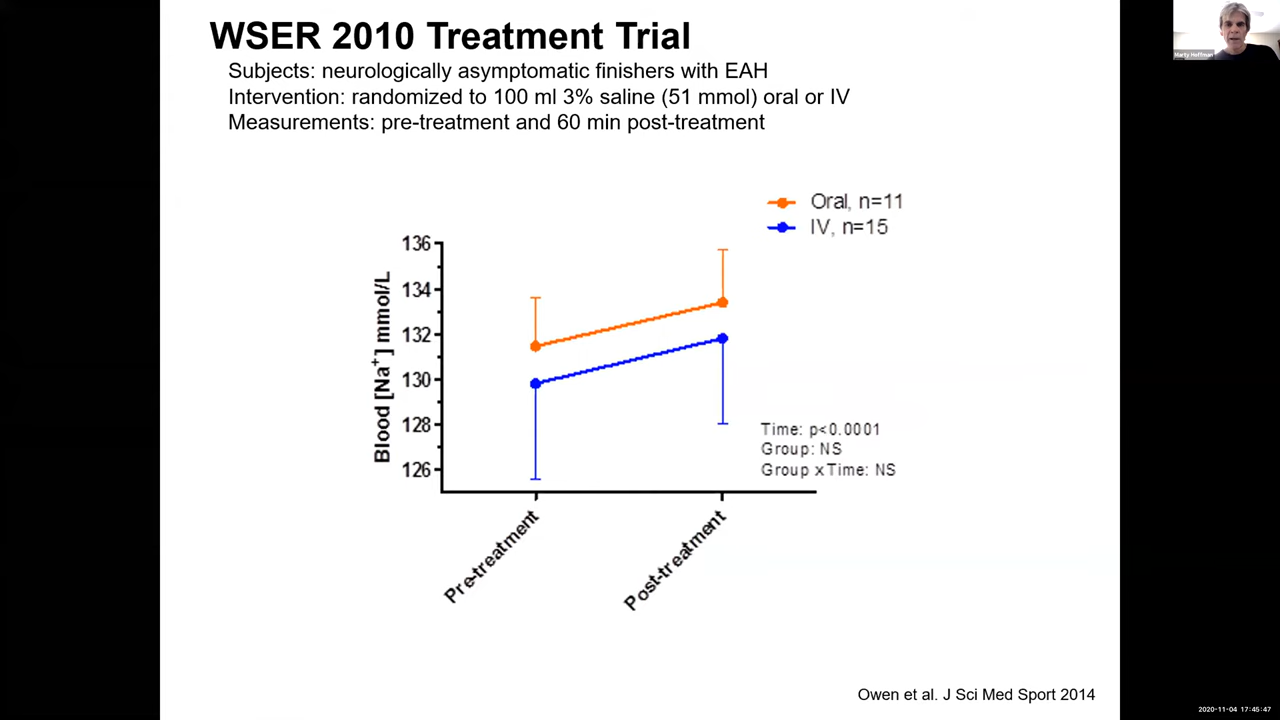 WSER 2010 Treatment Trial
Subjects: neurologically asymptomatic finishers with EAH
Intervention: randomized to 100 ml 3% saline (51 mmol) oral or IV
Measurements: pre-treatment and 60 min post-treatment
Marty Hoffman
Oral, n=11
IV, n=15
Blood [Na+] mmol/L
136
134
132
130
128
126
Time: p<0.0001
Group: NS
Group x Time: NS
Pre-treatment
Post-treatment
Owen et al. J Sci Med Sport 2014
2020-11-04 17:45:47